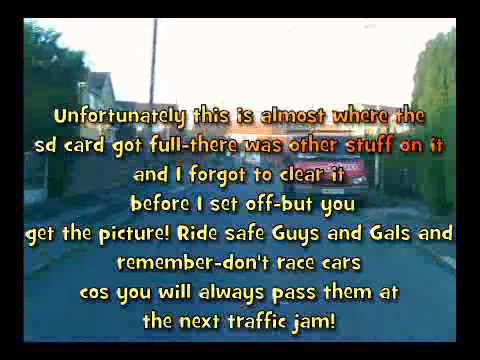 Unfortunately this is almost where the
sd card got full-there was other stuff on it
and I forgot to clear it
before I set off-but you
get the picture! Ride safe Guys and Gals and
remember-don't race cars
cos you will always pass them at
the next traffic jam!